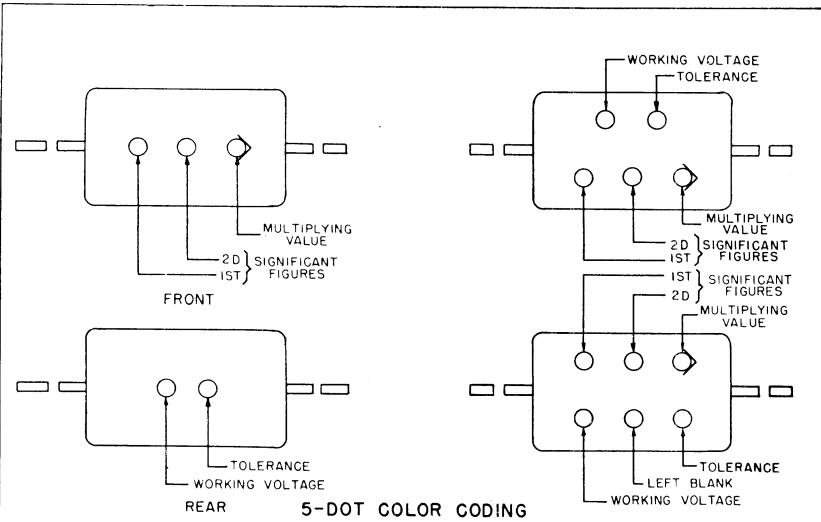 MULTIPLYING
VALUE
2D
1ST
SIGNIFICANT
FIGURES
FRONT
WORKING VOLTAGE
TOLERANCE
MULTIPLYING
VALUE
2D
1ST
SIGNIFICANT
FIGURES
1ST
2D
SIGNIFICANT
FIGURES
MULTIPLYING
VALUE
TOLERANCE
WORKING VOLTAGE
REAR
TOLERANCE
LEFT BLANK
WORKING VOLTAGE
5-DOT COLOR CODING